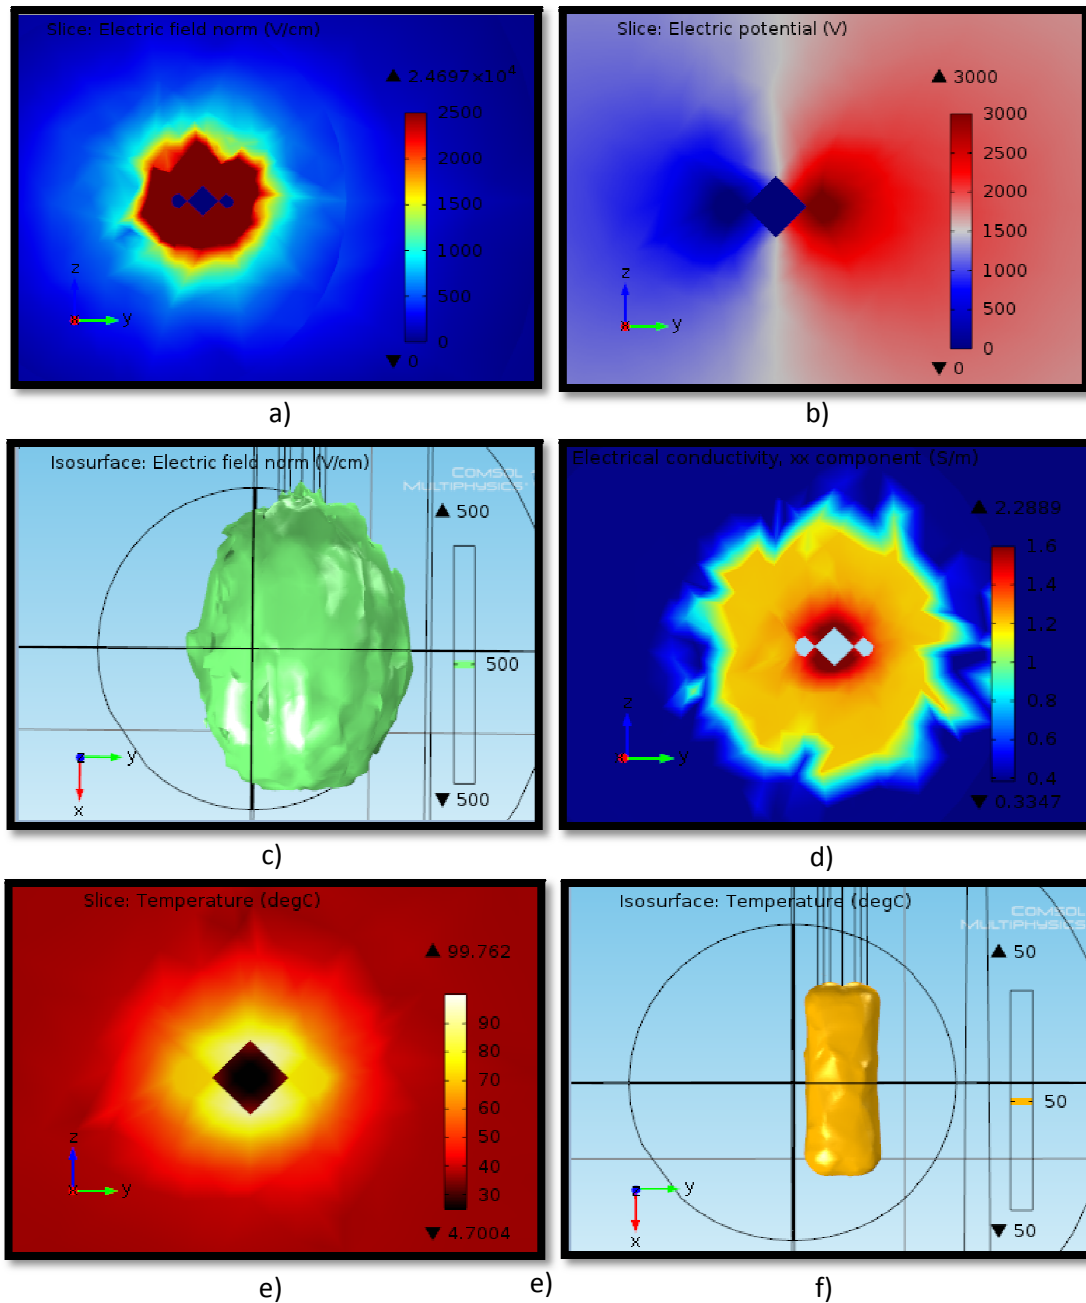 Slice: Electric field norm (V/cm)
▲ 2.4697×10⁴
2500
2000
1500
1000
500
0
▼ 0
z
y
x
a)
Slice: Electric potential (V)
▲ 3000
3000
2500
2000
1500
1000
500
0
▼ 0
z
y
x
b)
Isosurface: Electric field norm (V/cm)
COMSOL
MULTIPHYSICS
▲ 500
500
▼ 500
z
y
x
c)
Electrical conductivity, xx component (S/m)
▲ 2.2889
1.6
1.4
1.2
1
0.8
0.6
0.4
▼ 0.3347
z
y
x
d)
Slice: Temperature (degC)
▲ 99.762
90
80
70
60
50
40
30
▼ 4.7004
z
y
x
e)
e)
Isosurface: Temperature (degC)
COMSOL
MULTIPHYSICS
▲ 50
50
▼ 50
z
y
x
f)